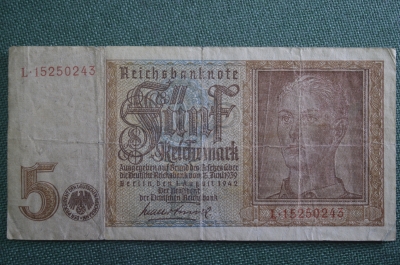 L·15250243
Reichsbanknote
Fünf
Reichsmark
Ausgegeben auf Grund des Gesetzes über
die Deutsche Reichsbank vom 15. Juni 1939
Berlin, den 1. August 1942
Der Präsident
der Deutschen Reichsbank
5
L·15250243